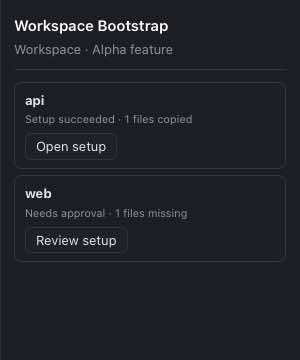 Workspace Bootstrap
Workspace · Alpha feature
api
Setup succeeded · 1 files copied
Open setup
web
Needs approval · 1 files missing
Review setup